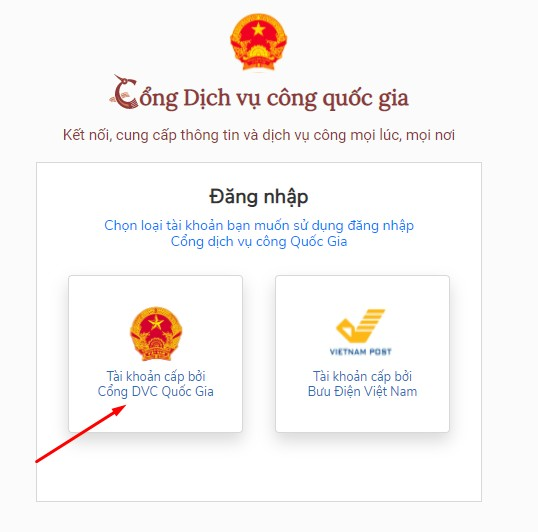 Cổng Dịch vụ công quốc gia
Kết nối, cung cấp thông tin và dịch vụ công mọi lúc, mọi nơi
Đăng nhập
Chọn loại tài khoản bạn muốn sử dụng đăng nhập
Cổng dịch vụ công Quốc Gia
Tài khoản cấp bởi
Cổng DVC Quốc Gia
VIETNAM POST
Tài khoản cấp bởi
Bưu Điện Việt Nam